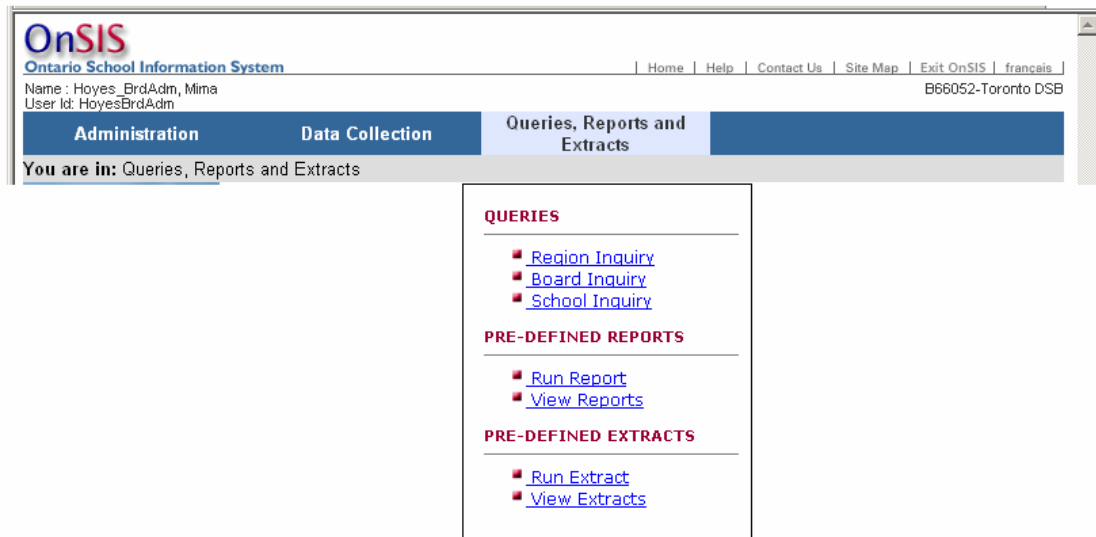 OnSIS
Ontario School Information System
| Home | Help | Contact Us | Site Map | Exit OnSIS | français |
Name : Hoyes_BrdAdm, Mima
B66052-Toronto DSB
User Id: HoyesBrdAdm
Administration
Data Collection
Queries, Reports and
Extracts
You are in: Queries, Reports and Extracts
QUERIES
Region Inquiry
Board Inquiry
School Inquiry
PRE-DEFINED REPORTS
Run Report
View Reports
PRE-DEFINED EXTRACTS
Run Extract
View Extracts